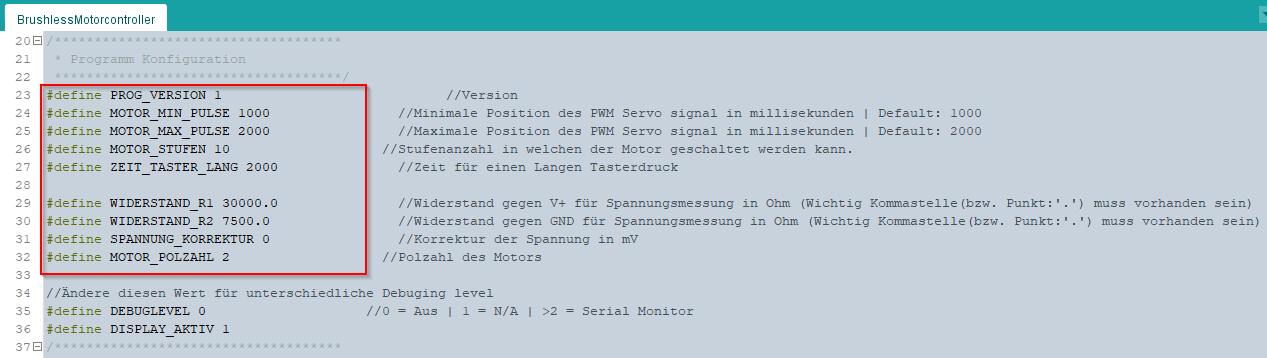 BrushlessMotorcontroller
20 /************************************
21  * Programm Konfiguration
22  ************************************/
23 #define PROG_VERSION 1 //Version
24 #define MOTOR_MIN_PULSE 1000 //Minimale Position des PWM Servo signal in millisekunden | Default: 1000
25 #define MOTOR_MAX_PULSE 2000 //Maximale Position des PWM Servo signal in millisekunden | Default: 2000
26 #define MOTOR_STUFEN 10 //Stufenanzahl in welchen der Motor geschaltet werden kann.
27 #define ZEIT_TASTER_LANG 2000 //Zeit für einen Langen Tasterdruck
28
29 #define WIDERSTAND_R1 30000.0 //Widerstand gegen V+ für Spannungsmessung in Ohm (Wichtig Kommastelle(bzw. Punkt:'.') muss vorhanden sein)
30 #define WIDERSTAND_R2 7500.0 //Widerstand gegen GND für Spannungsmessung in Ohm (Wichtig Kommastelle(bzw. Punkt:'.') muss vorhanden sein)
31 #define SPANNUNG_KORREKTUR 0 //Korrektur der Spannung in mV
32 #define MOTOR_POLZAHL 2 //Polzahl des Motors
33
34 //Ändere diesen Wert für unterschiedliche Debuging level
35 #define DEBUGLEVEL 0 //0 = Aus | 1 = N/A | >2 = Serial Monitor
36 #define DISPLAY_AKTIV 1
37 /************************************